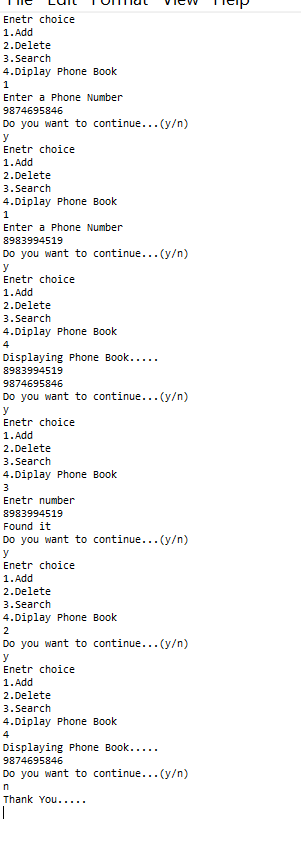 File Edit Format View Help
Enetr choice
1.Add
2.Delete
3.Search
4.Diplay Phone Book
1
Enter a Phone Number
9874695846
Do you want to continue...(y/n)
y
Enetr choice
1.Add
2.Delete
3.Search
4.Diplay Phone Book
1
Enter a Phone Number
8983994519
Do you want to continue...(y/n)
y
Enetr choice
1.Add
2.Delete
3.Search
4.Diplay Phone Book
4
Displaying Phone Book.....
8983994519
9874695846
Do you want to continue...(y/n)
y
Enetr choice
1.Add
2.Delete
3.Search
4.Diplay Phone Book
3
Enetr number
8983994519
Found it
Do you want to continue...(y/n)
y
Enetr choice
1.Add
2.Delete
3.Search
4.Diplay Phone Book
2
Do you want to continue...(y/n)
y
Enetr choice
1.Add
2.Delete
3.Search
4.Diplay Phone Book
4
Displaying Phone Book.....
9874695846
Do you want to continue...(y/n)
n
Thank You.....